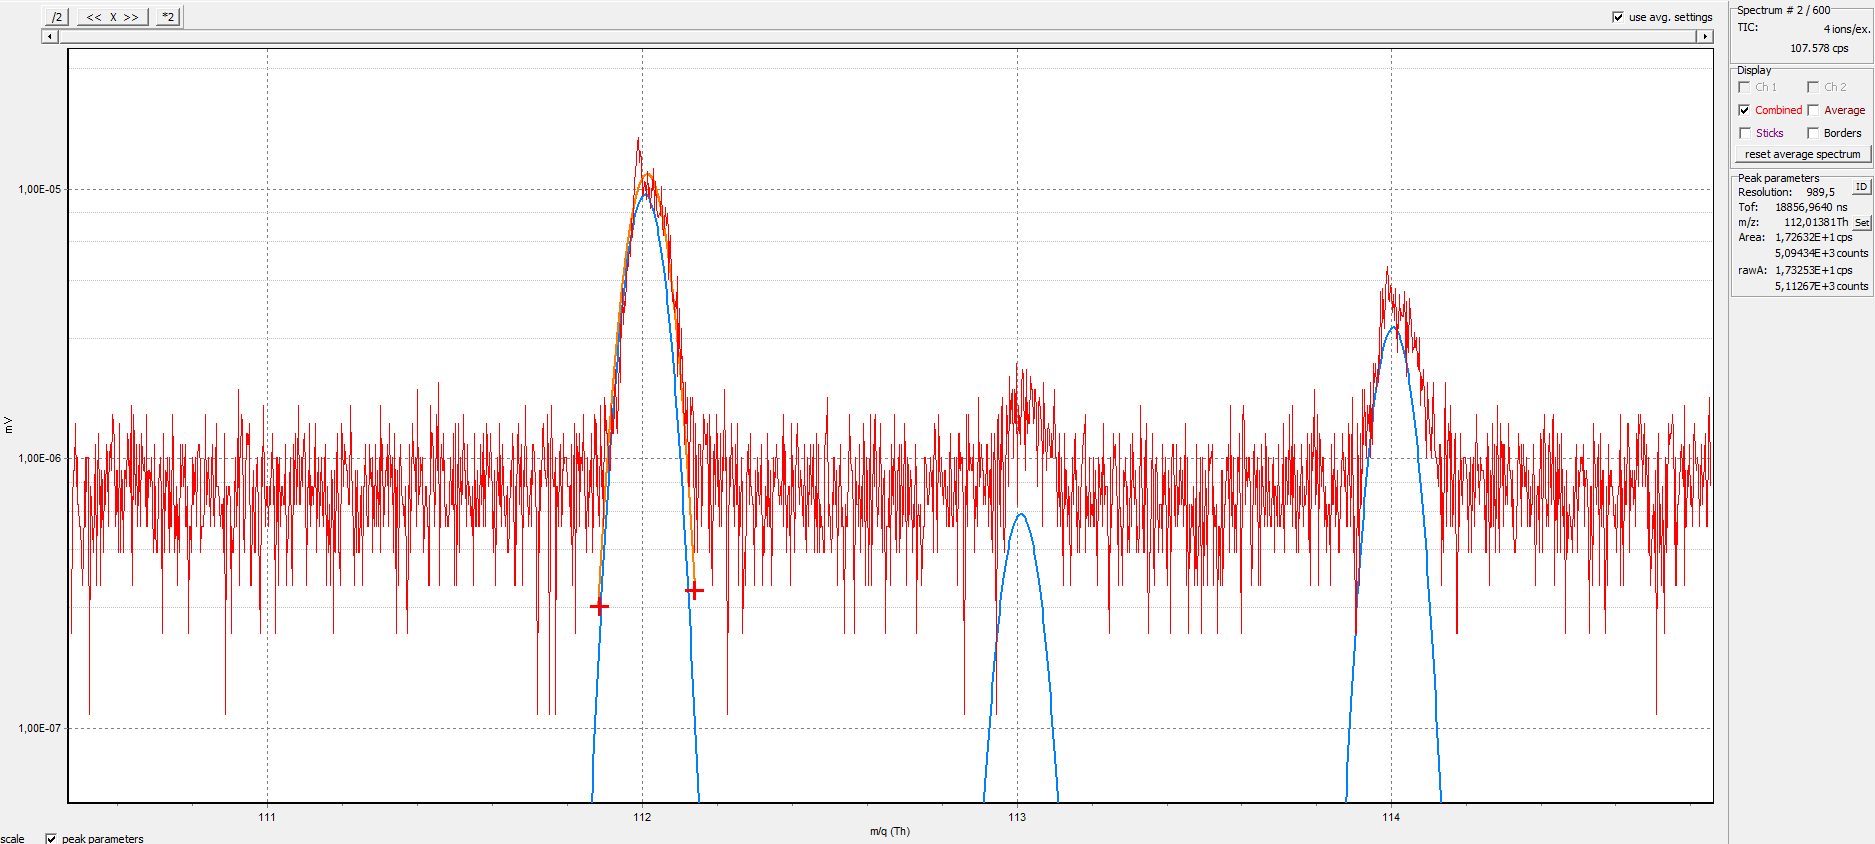 /2 << X >> *2
use avg. settings
Spectrum # 2 / 600
TIC: 4 ions/ex.
107.578 cps
Display
Ch 1 Ch 2
Combined Average
Sticks Borders
reset average spectrum
Peak parameters
Resolution: 989,5 ID
Tof: 18856,9640 ns
m/z: 112,01381Th Set
Area: 1,72632E+1 cps
5,09434E+3 counts
rawA: 1,73253E+1 cps
5,11267E+3 counts
1,00E-05
mV
1,00E-06
1,00E-07
111 112 113 114
m/q (Th)
scale peak parameters